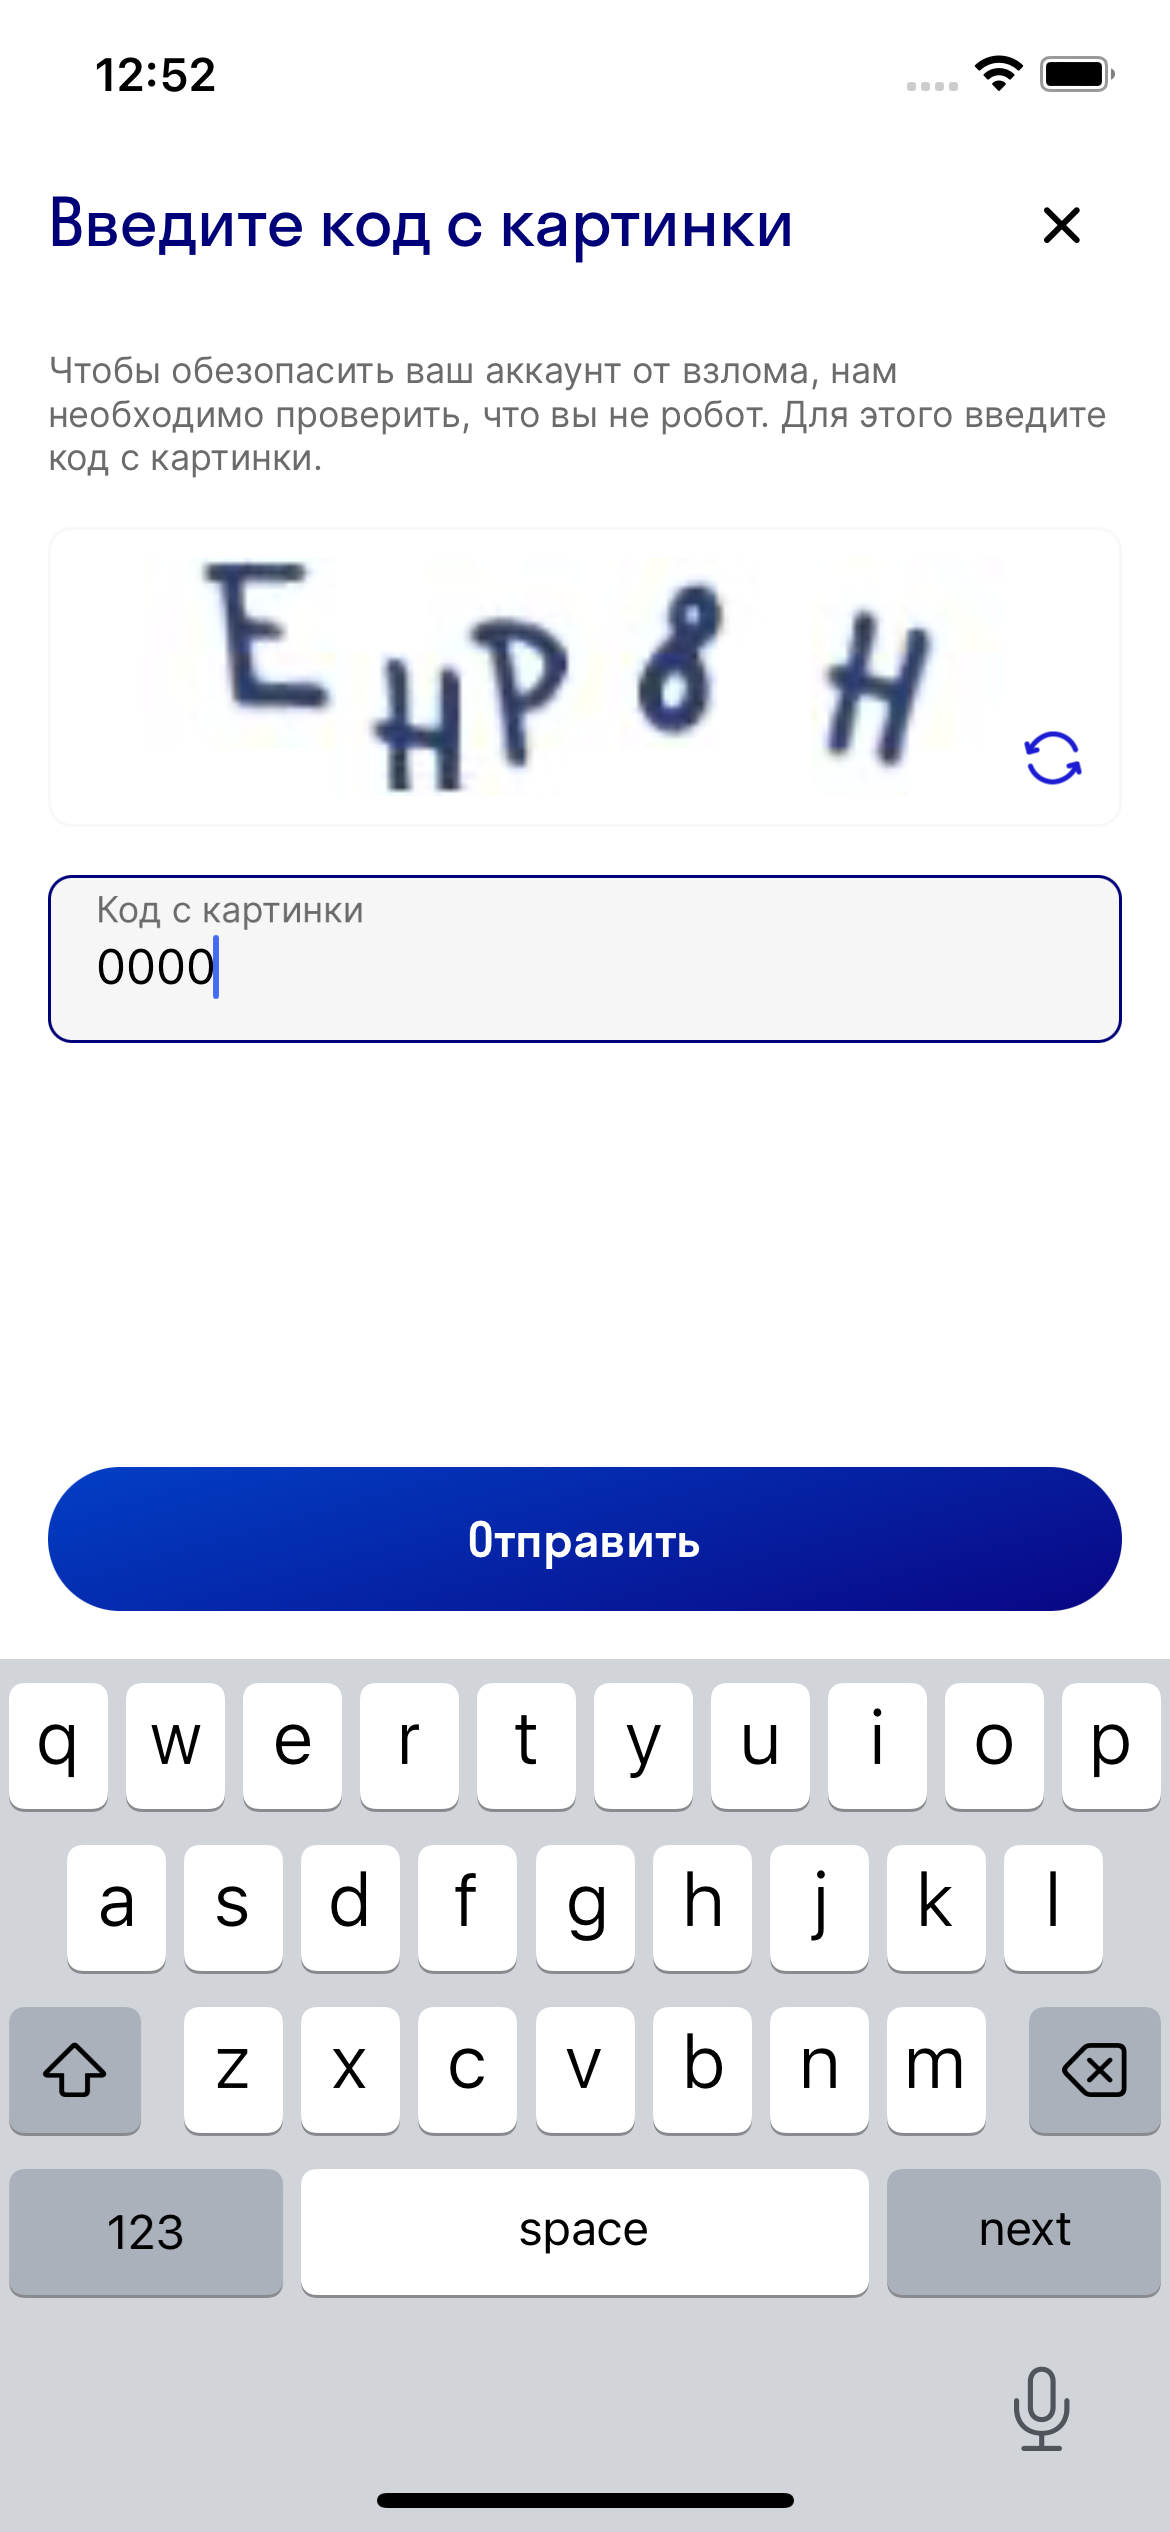 12:52
Введите код с картинки
Чтобы обезопасить ваш аккаунт от взлома, нам
необходимо проверить, что вы не робот. Для этого введите
код с картинки.
EHP8H
Код с картинки
0000
Отправить
q w e r t y u i o p
a s d f g h j k l
z x c v b n m
123 space next